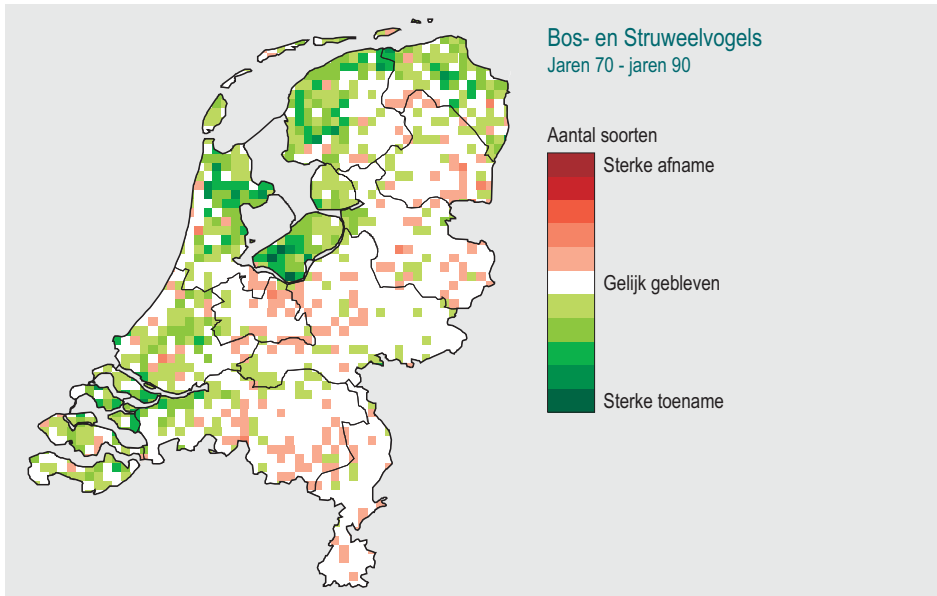 Bos- en Struweelvogels
Jaren 70 - jaren 90
Aantal soorten
Sterke afname
Gelijk gebleven
Sterke toename